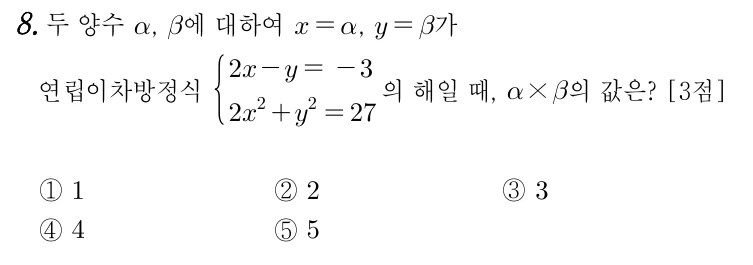 8. 두 양수 α, β에 대하여 x=α, y=β가
연립이차방정식 { 2x-y= -3
2x²+y²=27 의 해일 때, α×β의 값은? [3점]
① 1 ② 2 ③ 3
④ 4 ⑤ 5